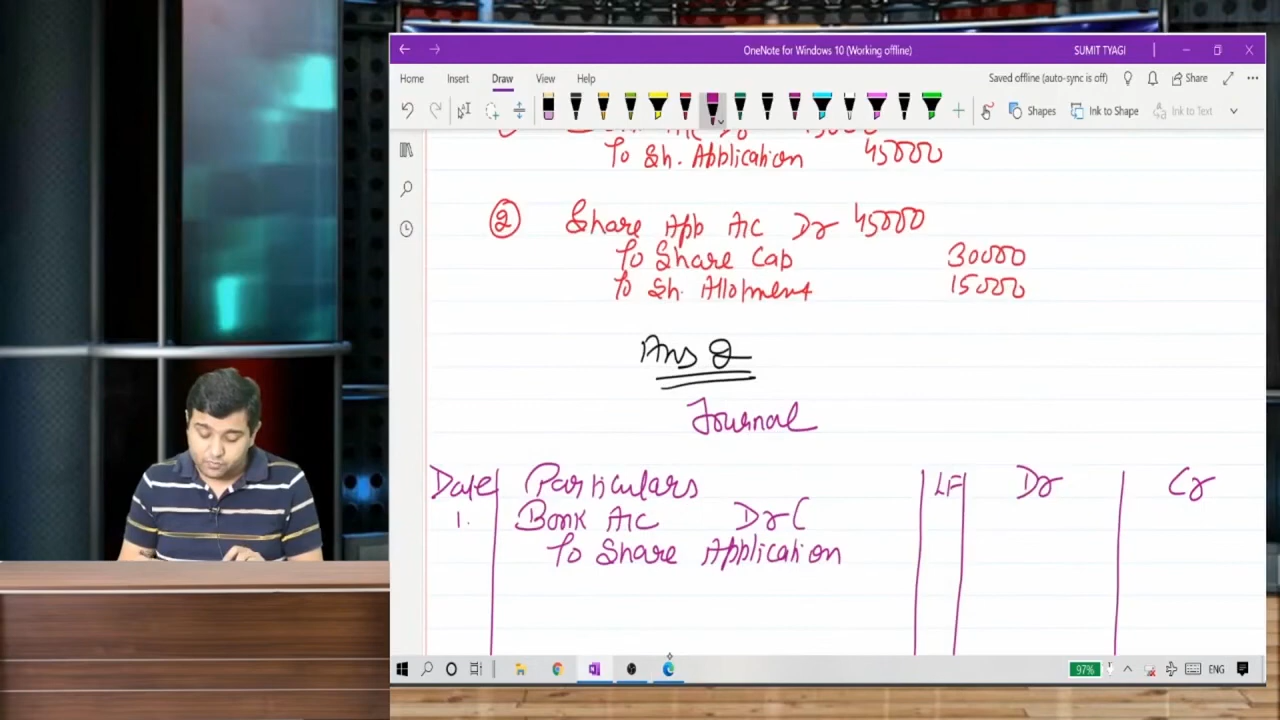 OneNote for Windows 10 (Working offline) SUMIT TYAGI
Home Insert Draw View Help Saved offline (auto-sync is off) Share
Shapes Ink to Shape Ink to Text
To Sh. Application 45000
② Share App A/C Dr 45000
To Share Cap 30000
To Sh. Allotment 15000
Ans 2
Journal
Date Particulars LF Dr Cr
1. Bank A/C Dr (
To Share Application
97% ENG